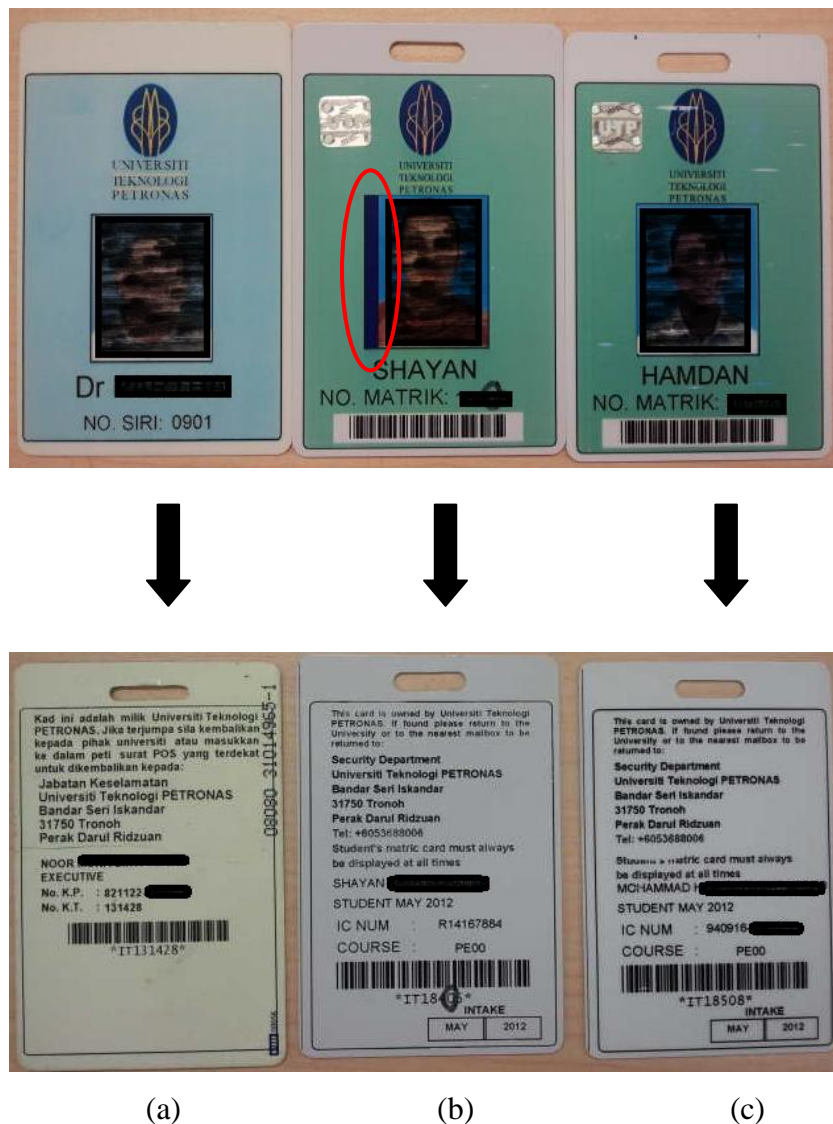 UNIVERSITI
TEKNOLOGI
PETRONAS
Dr
NO. SIRI: 0901
UNIVERSITI
TEKNOLOGI
PETRONAS
SHAYAN
NO. MATRIK:
UTP
UNIVERSITI
TEKNOLOGI
PETRONAS
HAMDAN
NO. MATRIK:
Kad ini adalah milik Universiti Teknologi
PETRONAS. Jika terjumpa sila kembalikan
kepada pihak universiti atau masukkan
ke dalam peti surat POS yang terdekat
untuk dikembalikan kepada:
Jabatan Keselamatan
Universiti Teknologi PETRONAS
Bandar Seri Iskandar
31750 Tronoh
Perak Darul Ridzuan
NOOR
EXECUTIVE
No. K.P. : 821122
No. K.T. : 131428
*IT131428*
08080 31014965-1
This card is owned by Universiti Teknologi
PETRONAS. If found please return to the
University or to the nearest mailbox to be
returned to:
Security Department
Universiti Teknologi PETRONAS
Bandar Seri Iskandar
31750 Tronoh
Perak Darul Ridzuan
Tel: +6053688006
Student's matric card must always
be displayed at all times
SHAYAN
STUDENT MAY 2012
IC NUM : R14167884
COURSE : PE00
INTAKE
MAY 2012
This card is owned by Universiti Teknologi
PETRONAS. If found please return to the
University or to the nearest mailbox to be
returned to:
Security Department
Universiti Teknologi PETRONAS
Bandar Seri Iskandar
31750 Tronoh
Perak Darul Ridzuan
Tel: +6053688006
Student's matric card must always
be displayed at all times
MOHAMMAD H
STUDENT MAY 2012
IC NUM : 940916
COURSE : PE00
*IT18508*
INTAKE
MAY 2012
(a) (b) (c)